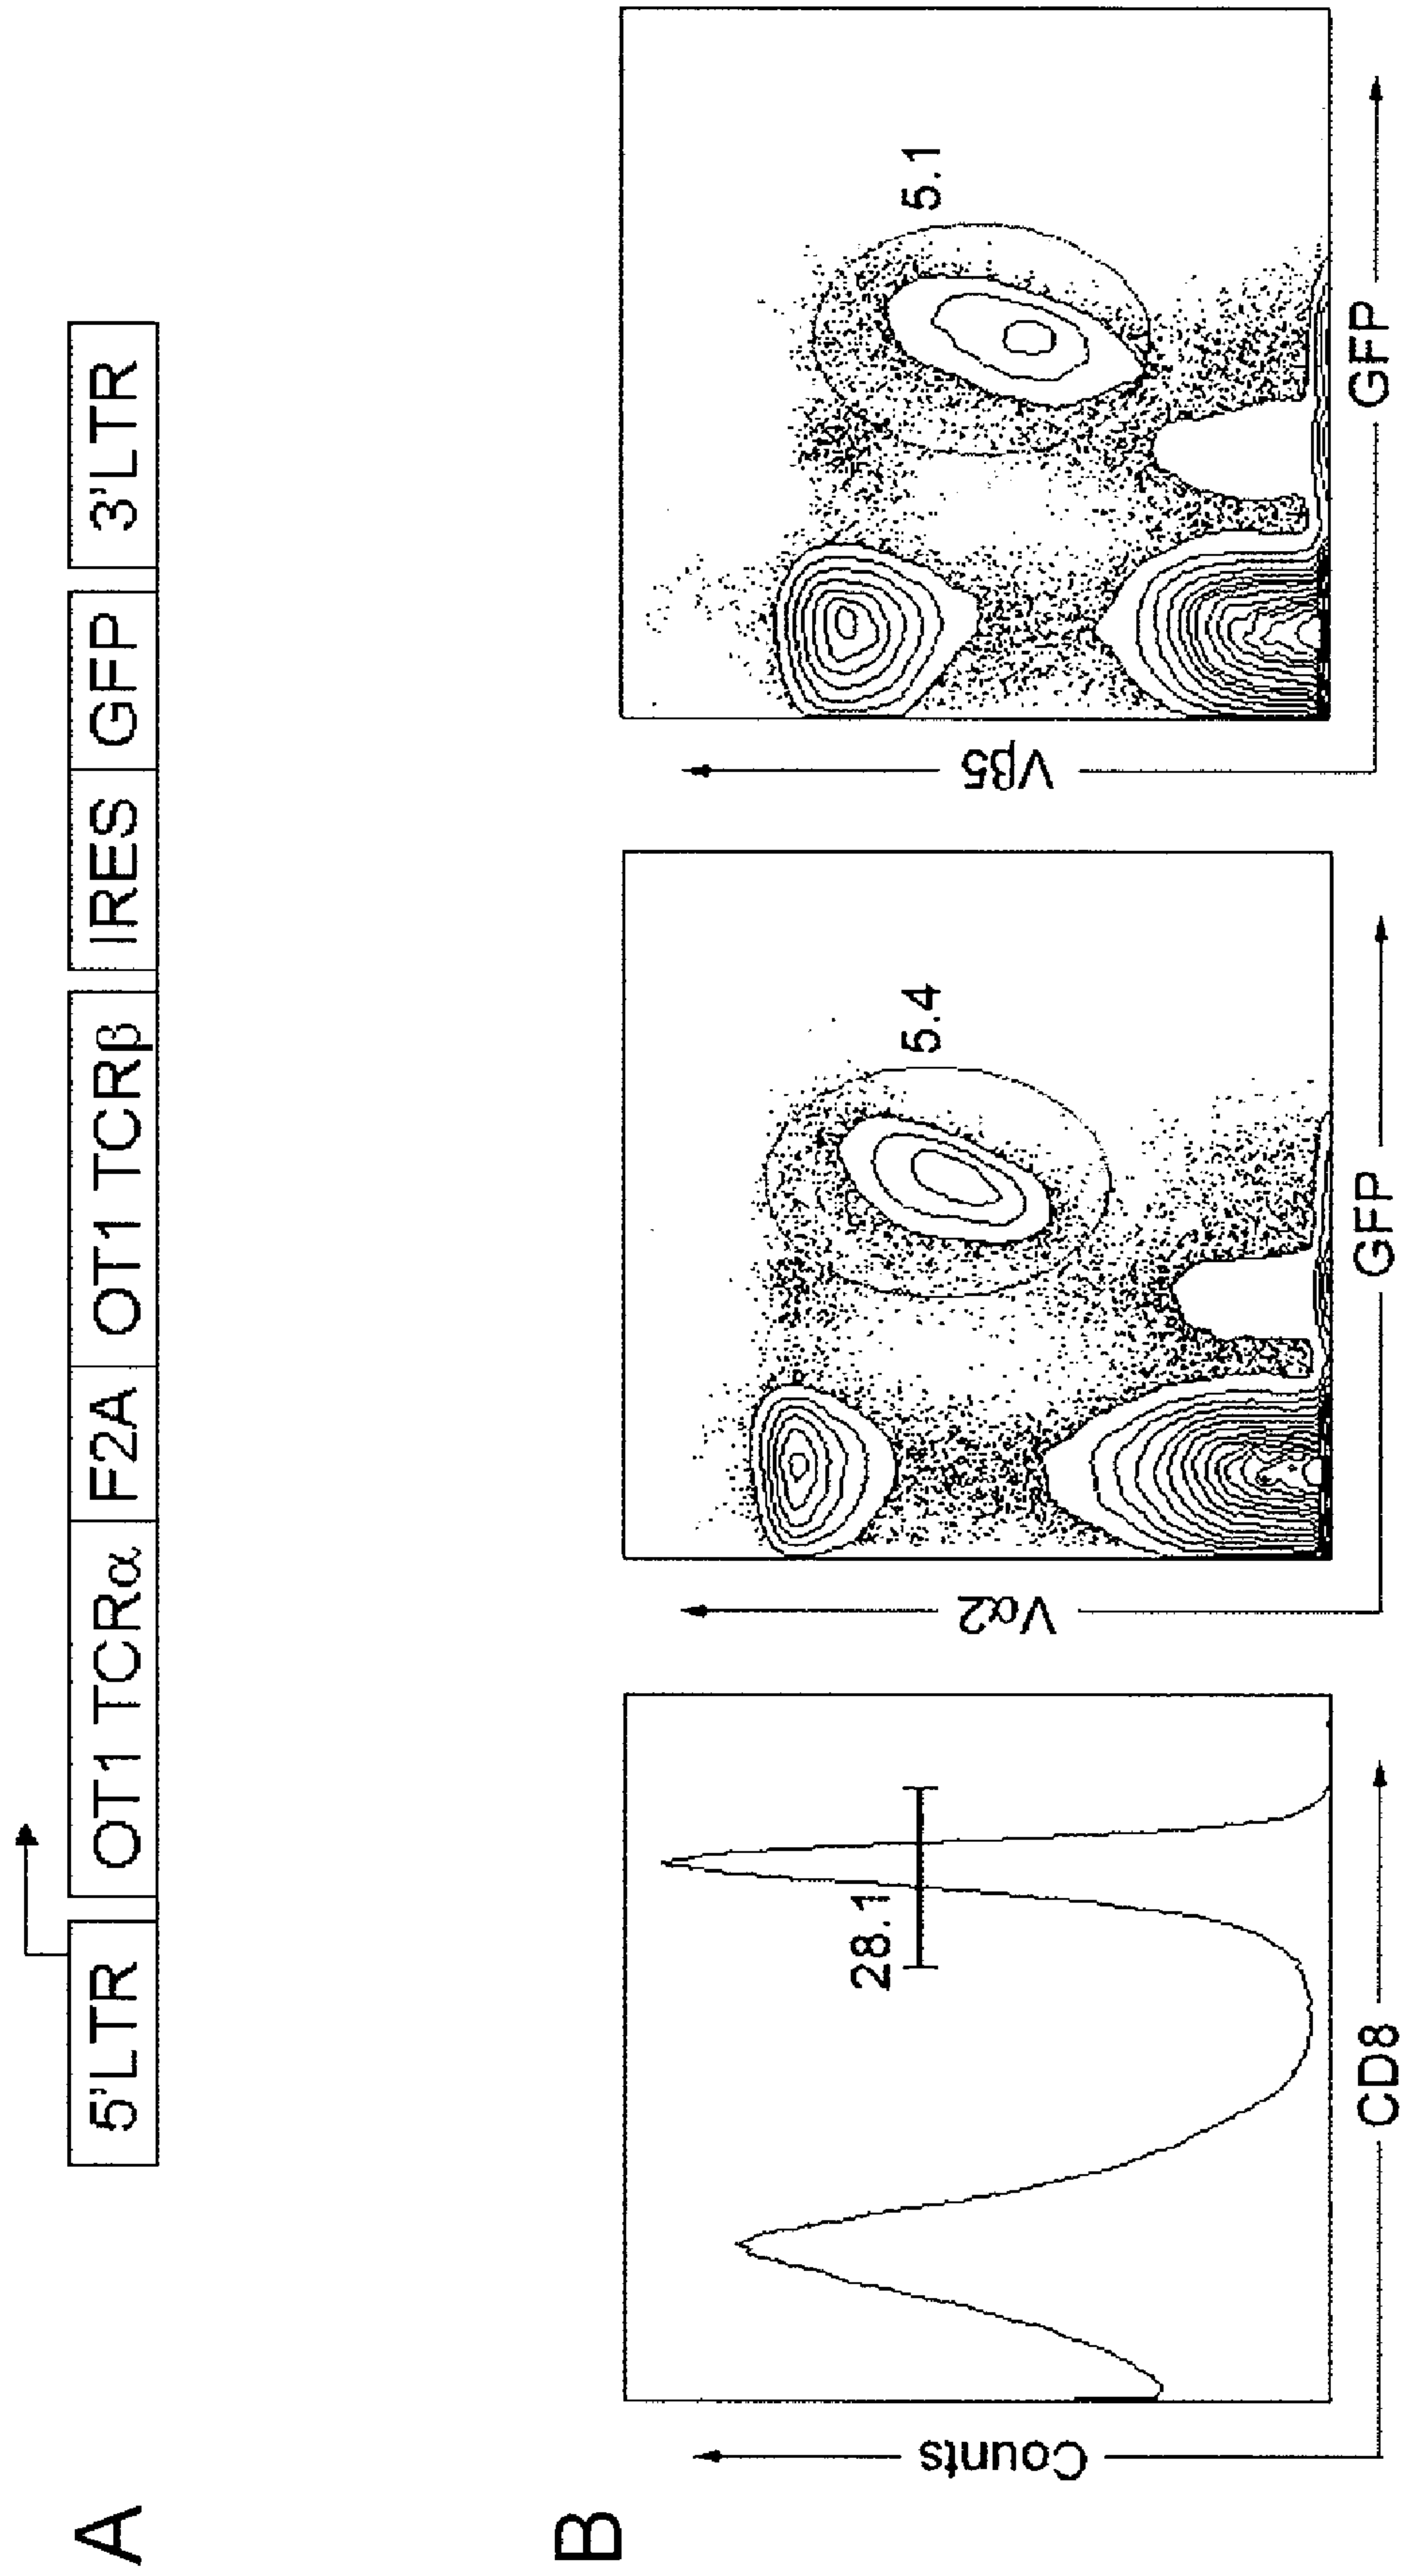 A
5'LTR OT1 TCRα F2A OT1 TCRβ IRES GFP 3'LTR
B
Counts
28.1
CD8
Vα2
5.4
GFP
Vβ5
5.1
GFP